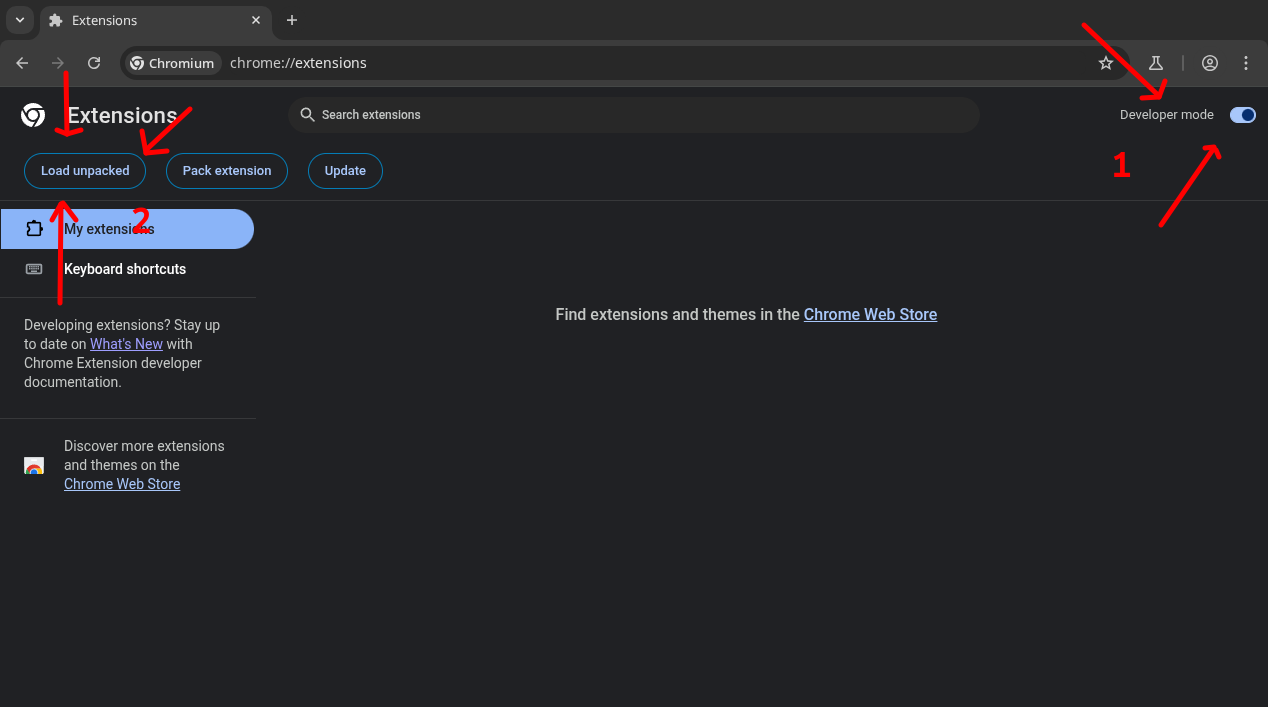 Extensions
Chromium
chrome://extensions
Extensions
Search extensions
Developer mode
Load unpacked
Pack extension
Update
1
2
My extensions
Keyboard shortcuts
Find extensions and themes in the Chrome Web Store
Developing extensions? Stay up
to date on What's New with
Chrome Extension developer
documentation.
Discover more extensions
and themes on the
Chrome Web Store